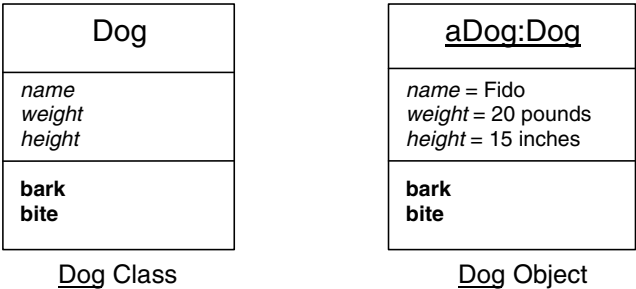 Dog
name
weight
height
bark
bite
Dog Class
aDog:Dog
name = Fido
weight = 20 pounds
height = 15 inches
bark
bite
Dog Object